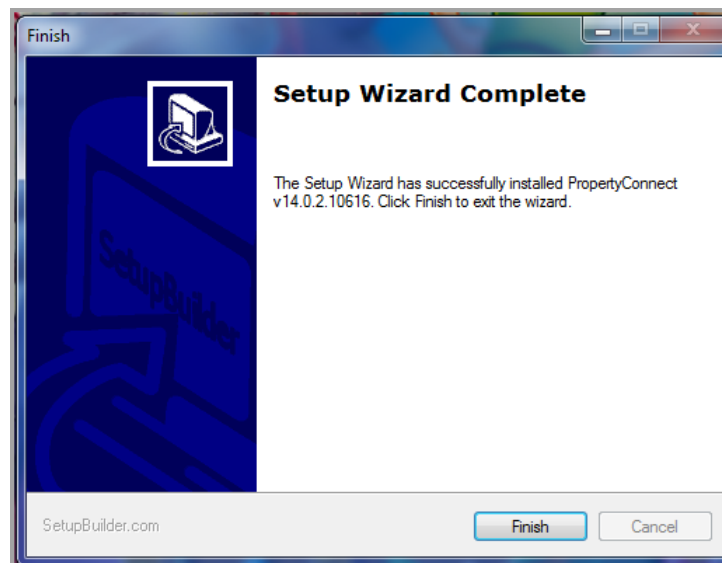 Finish
Setup Wizard Complete
The Setup Wizard has successfully installed PropertyConnect
v14.0.2.10616. Click Finish to exit the wizard.
SetupBuilder
SetupBuilder.com
Finish
Cancel